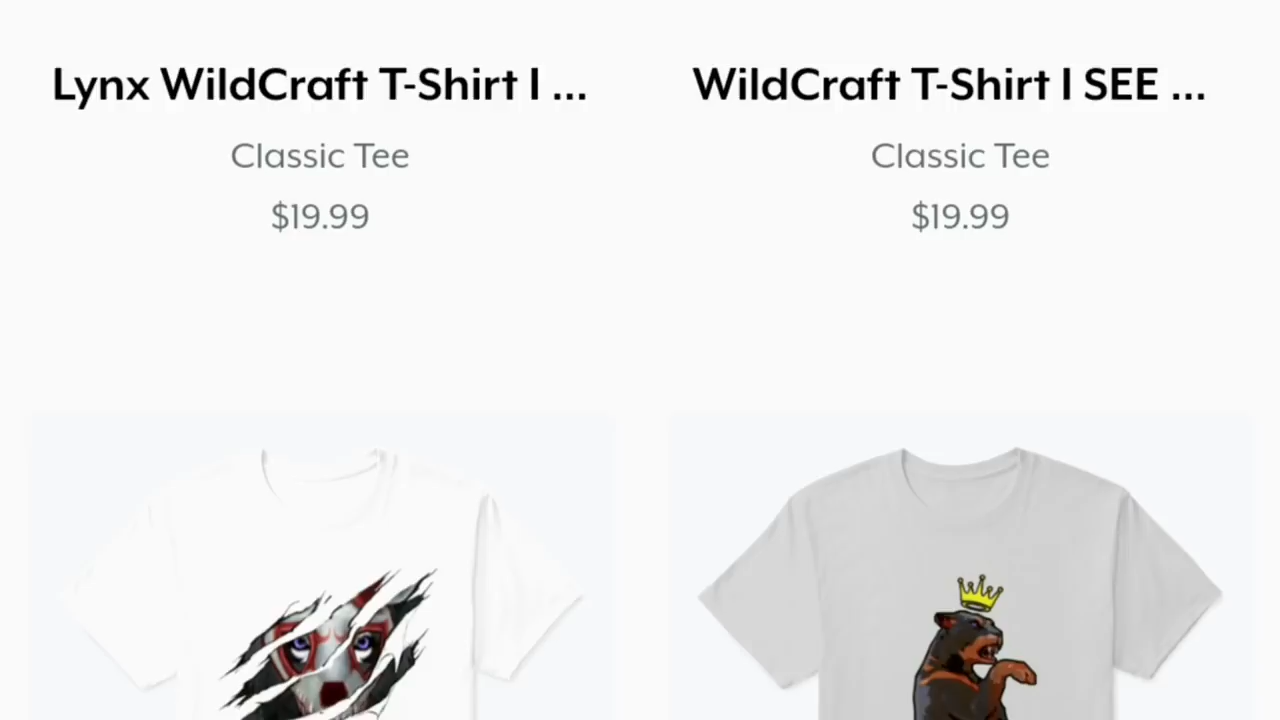 Lynx WildCraft T-Shirt I ...
Classic Tee
$19.99
WildCraft T-Shirt I SEE ...
Classic Tee
$19.99